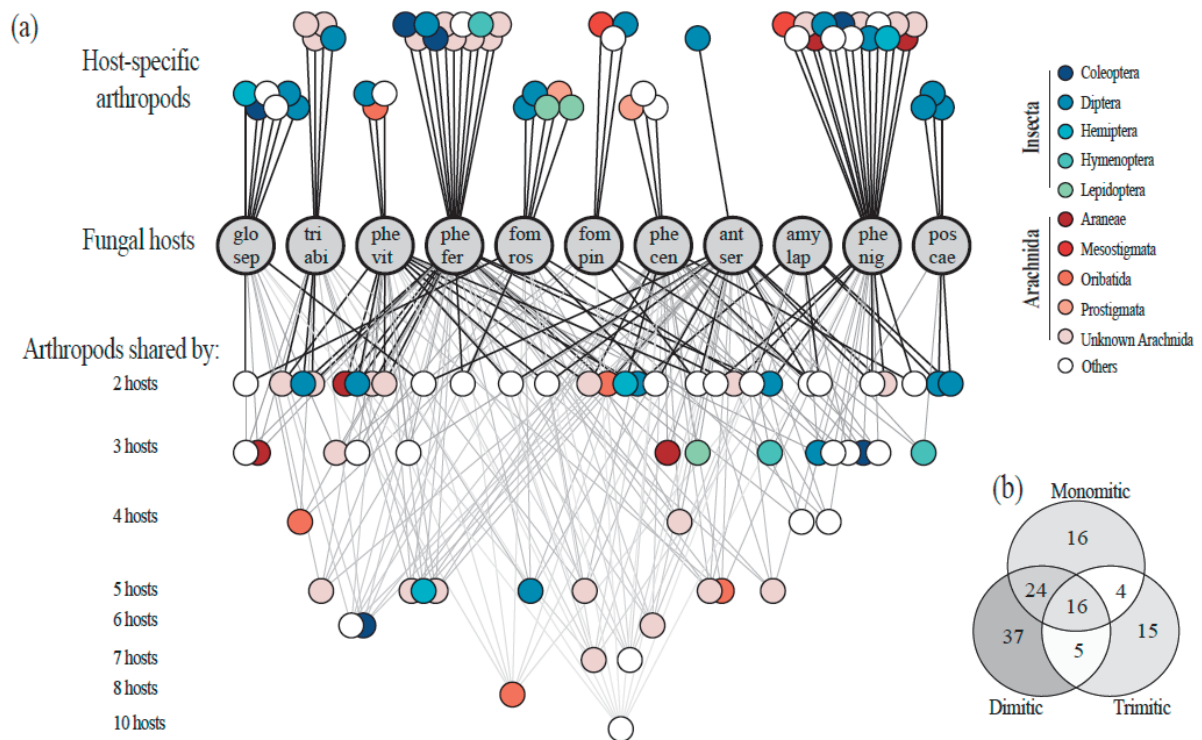 (a)
Host-specific
arthropods
Fungal hosts
glo
sep
tri
abi
phe
vit
phe
fer
fom
ros
fom
pin
phe
cen
ant
ser
amy
lap
phe
nig
pos
cae
Arthropods shared by:
2 hosts
3 hosts
4 hosts
5 hosts
6 hosts
7 hosts
8 hosts
10 hosts
Insecta
Coleoptera
Diptera
Hemiptera
Hymenoptera
Lepidoptera
Arachnida
Araneae
Mesostigmata
Oribatida
Prostigmata
Unknown Arachnida
Others
(b)
Monomitic
16
24
16
4
37
5
15
Dimitic
Trimitic